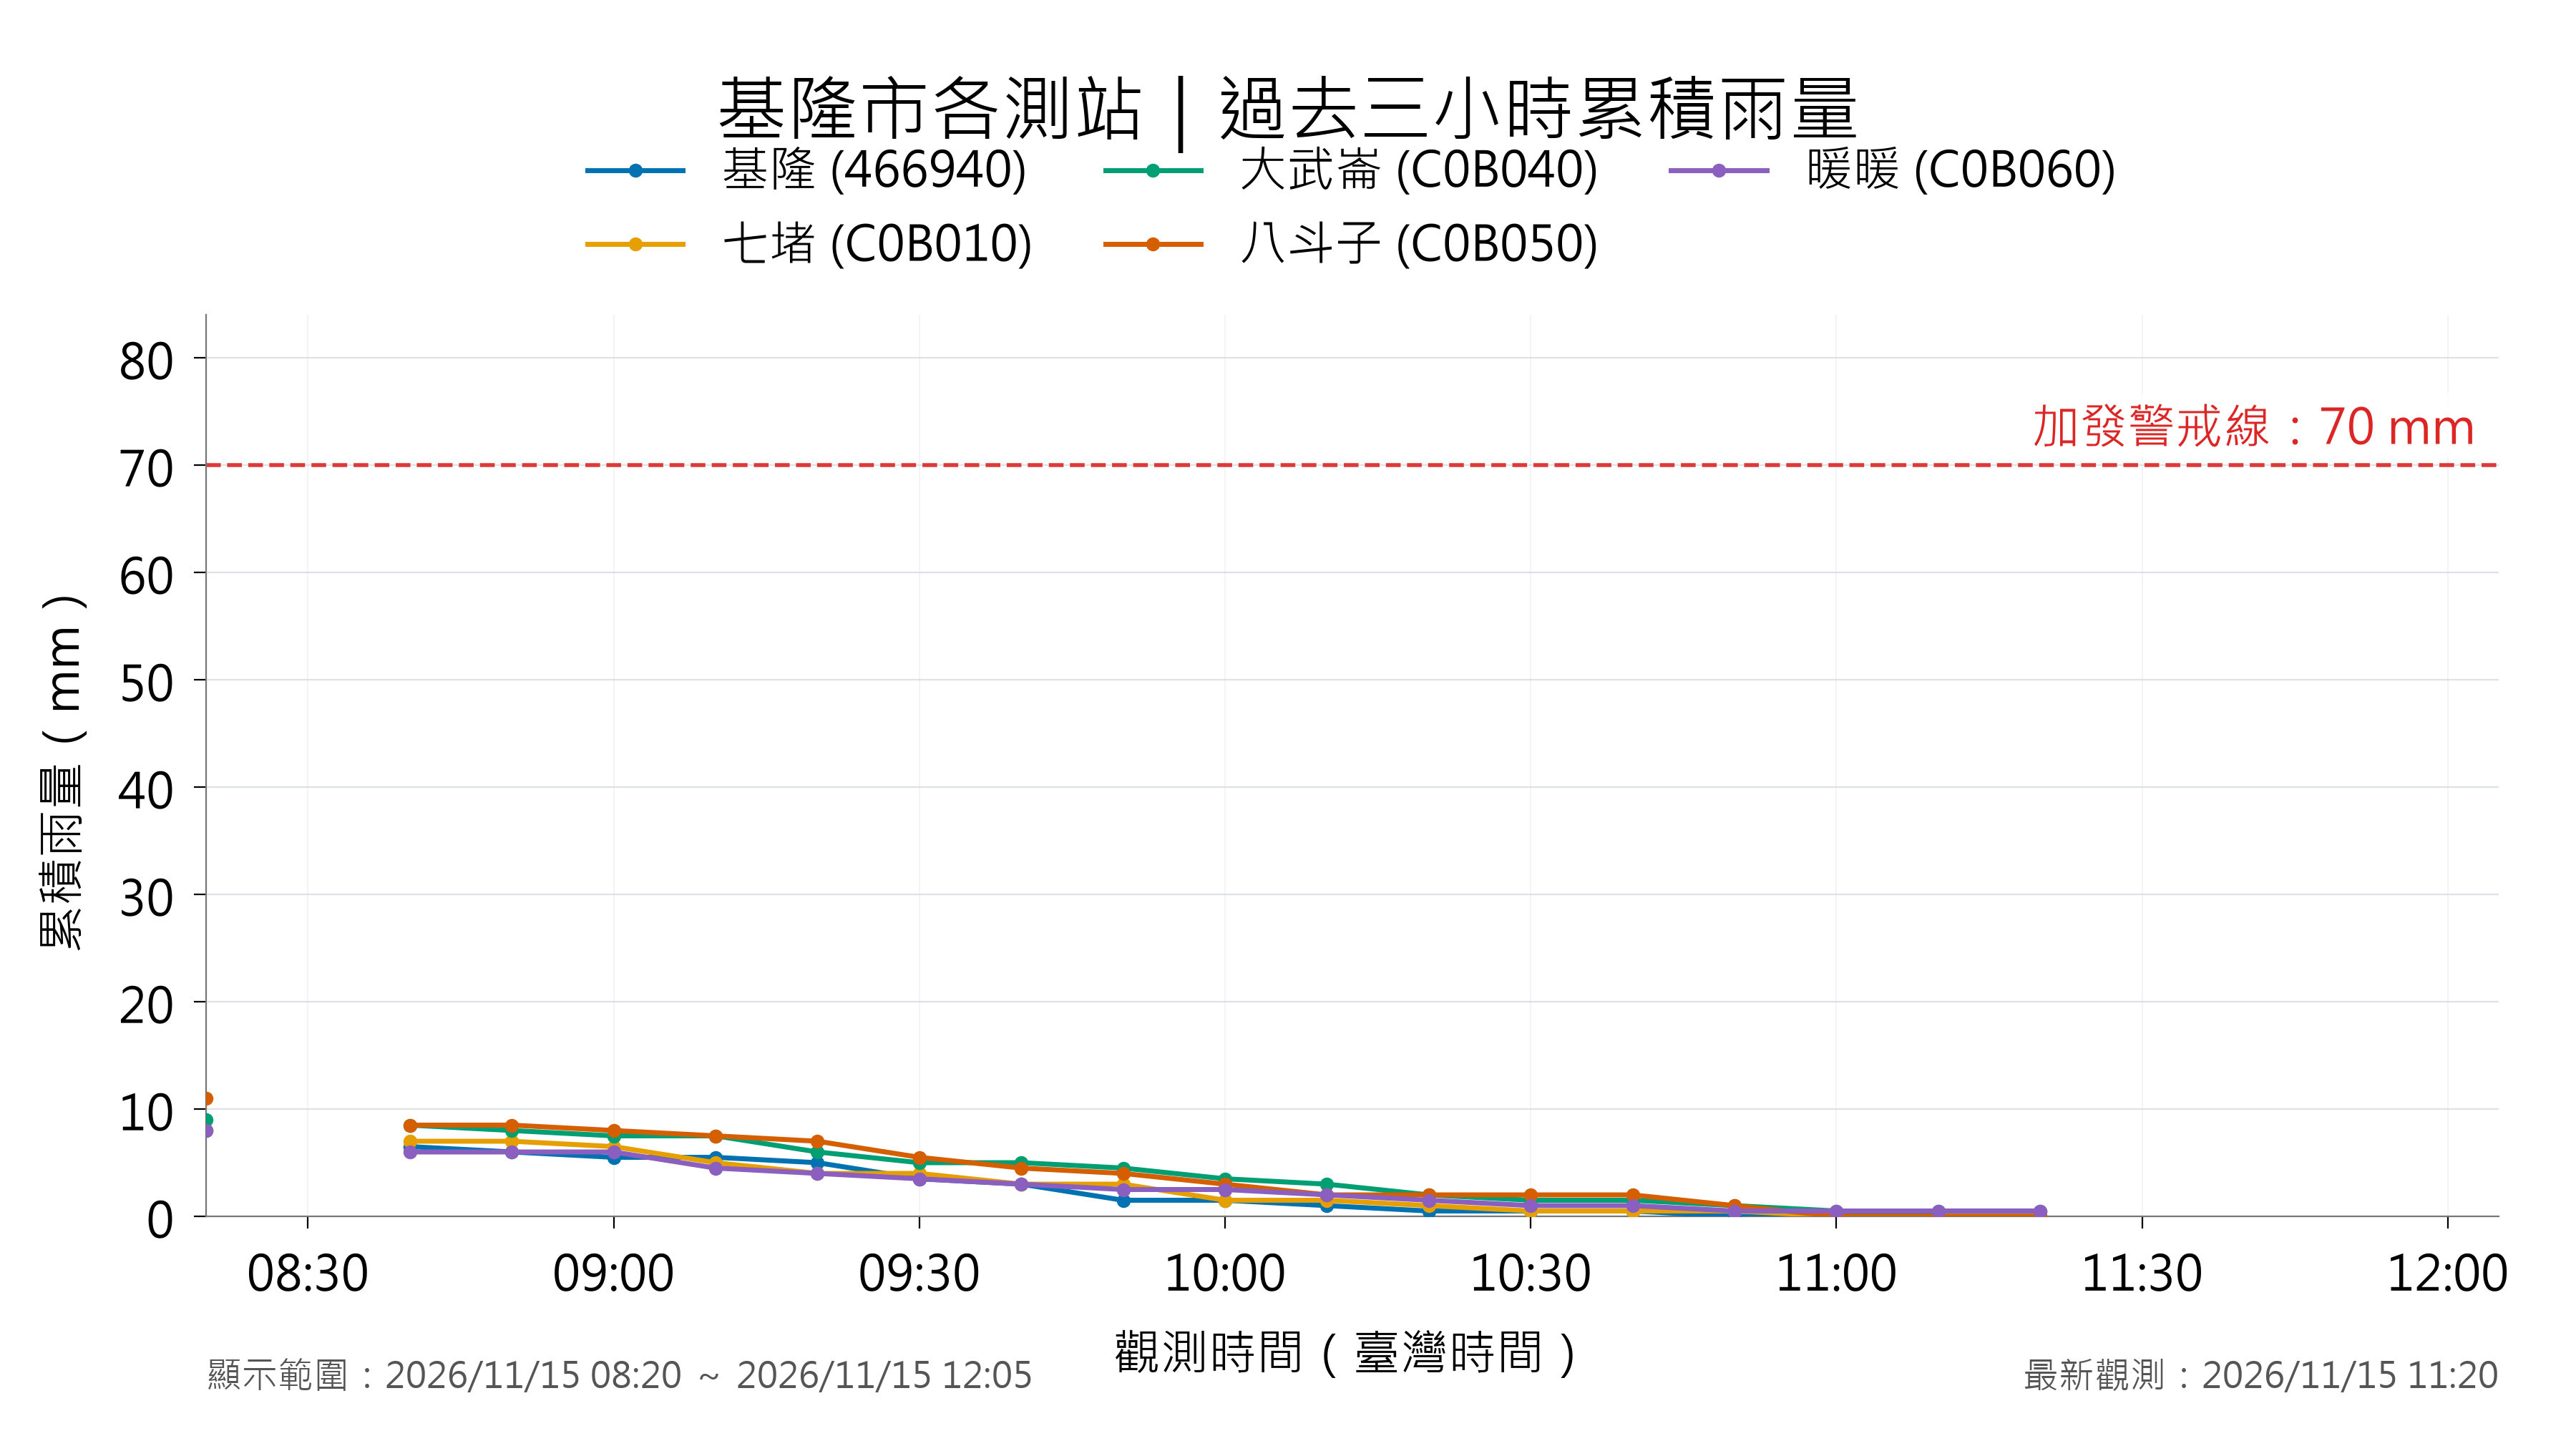 基隆市各測站｜過去三小時累積雨量
基隆 (466940)
大武崙 (C0B040)
暖暖 (C0B060)
七堵 (C0B010)
八斗子 (C0B050)
80
70
60
50
40
30
20
10
0
累積雨量（mm）
加發警戒線：70 mm
08:30
09:00
09:30
10:00
10:30
11:00
11:30
12:00
觀測時間（臺灣時間）
顯示範圍：2026/11/15 08:20 ~ 2026/11/15 12:05
最新觀測：2026/11/15 11:20